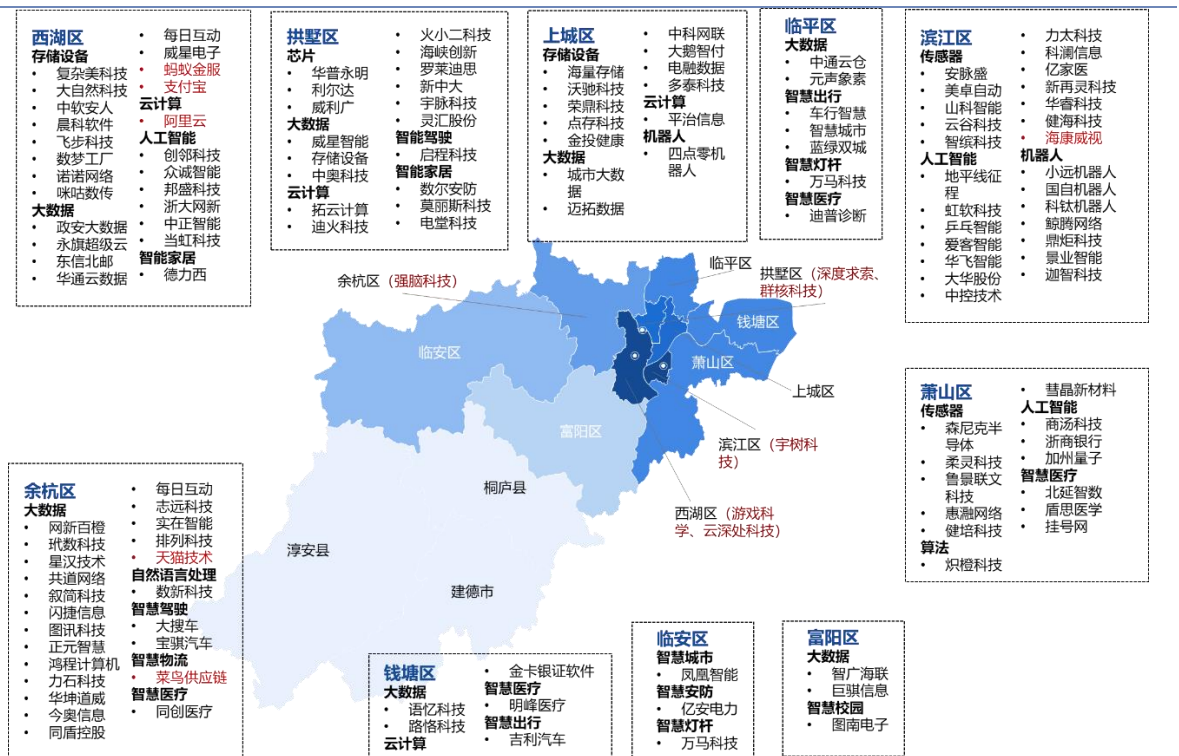 西湖区
存储设备
• 复杂美科技
• 大自然科技
• 中软安人
• 晨科软件
• 飞步科技
• 数梦工厂
• 诺诺网络
• 咪咕数传
大数据
• 政安大数据
• 永旗超级云
• 东信北邮
• 华通云数据
• 每日互动
• 威星电子
• 蚂蚁金服
• 支付宝
云计算
• 阿里云
人工智能
• 创邻科技
• 众诚智能
• 邦盛科技
• 浙大网新
• 中正智能
• 当虹科技
智能家居
• 德力西
拱墅区
芯片
• 华普永明
• 利尔达
• 威利广
大数据
• 威星智能
• 存储设备
• 中奥科技
云计算
• 拓云计算
• 迪火科技
• 火小二科技
• 海峡创新
• 罗莱迪思
• 新中大
• 宇脉科技
• 灵汇股份
智能驾驶
• 启程科技
智能家居
• 数尔安防
• 莫丽斯科技
• 电堂科技
上城区
存储设备
• 海量存储
• 沃驰科技
• 荣鼎科技
• 点存科技
• 金投健康
大数据
• 城市大数
据
• 迈拓数据
• 中科网联
• 大鹅智付
• 电融数据
• 多泰科技
云计算
• 平治信息
机器人
• 四点零机
器人
临平区
大数据
• 中通云仓
• 元声象素
智慧出行
• 车行智慧
• 智慧城市
• 蓝绿双城
智慧灯杆
• 万马科技
智慧医疗
• 迪普诊断
滨江区
传感器
• 安脉盛
• 美卓自动
• 山科智能
• 云谷科技
• 智缤科技
人工智能
• 地平线征
程
• 虹软科技
• 乒乓智能
• 爱客智能
• 华飞智能
• 大华股份
• 中控技术
• 力太科技
• 科澜信息
• 亿家医
• 新再灵科技
• 华睿科技
• 健海科技
• 海康威视
机器人
• 小远机器人
• 国自机器人
• 科钛机器人
• 鲸腾网络
• 鼎炬科技
• 景业智能
• 迦智科技
余杭区（强脑科技）
临平区
拱墅区（深度求索、
群核科技）
钱塘区
临安区
萧山区
上城区
富阳区
滨江区（宇树科
技）
西湖区（游戏科
学、云深处科技）
桐庐县
淳安县
建德市
萧山区
传感器
• 森尼克半
导体
• 柔灵科技
• 鲁景联文
科技
• 惠瀜网络
• 健培科技
算法
• 炽橙科技
• 彗晶新材料
人工智能
• 商汤科技
• 浙商银行
• 加州量子
智慧医疗
• 北延智数
• 盾思医学
• 挂号网
余杭区
大数据
• 网新百橙
• 玳数科技
• 星汉技术
• 共道网络
• 叙简科技
• 闪捷信息
• 图讯科技
• 正元智慧
• 鸿程计算机
• 力石科技
• 华坤道威
• 今奥信息
• 同盾控股
• 每日互动
• 志远科技
• 实在智能
• 排列科技
• 天猫技术
自然语言处理
• 数新科技
智慧驾驶
• 大搜车
• 宝骐汽车
智慧物流
• 菜鸟供应链
智慧医疗
• 同创医疗
钱塘区
大数据
• 语忆科技
• 路恪科技
云计算
• 金卡银证软件
智慧医疗
• 明峰医疗
智慧出行
• 吉利汽车
临安区
智慧城市
• 凤凰智能
智慧安防
• 亿安电力
智慧灯杆
• 万马科技
富阳区
大数据
• 智广海联
• 巨骐信息
智慧校园
• 图南电子